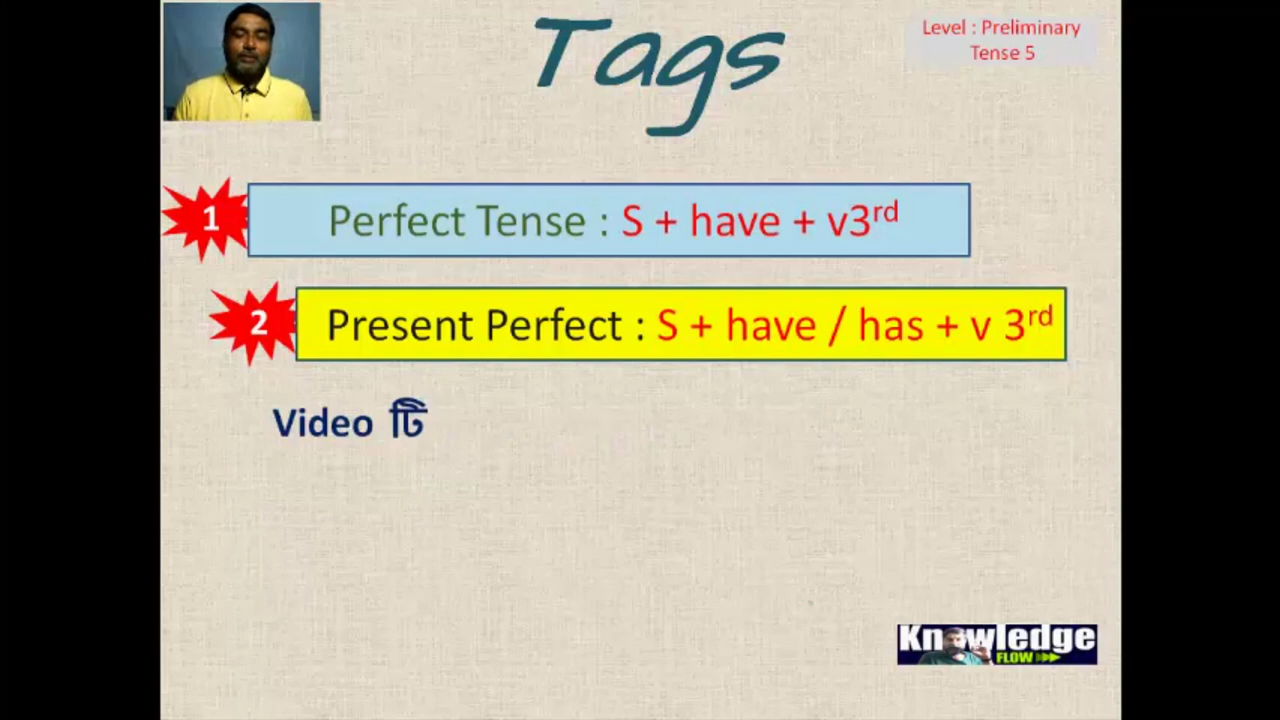 Tags
Level : Preliminary
Tense 5
1
Perfect Tense : S + have + v3rd
2
Present Perfect : S + have / has + v 3rd
Video টি
Knowledge
FLOW